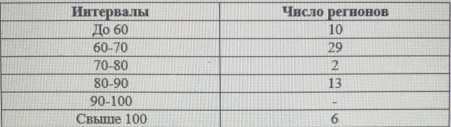 Интервалы Число регионов
До 60 10
60-70 29
70-80 2
80-90 13
90-100 -
Свыше 100 6